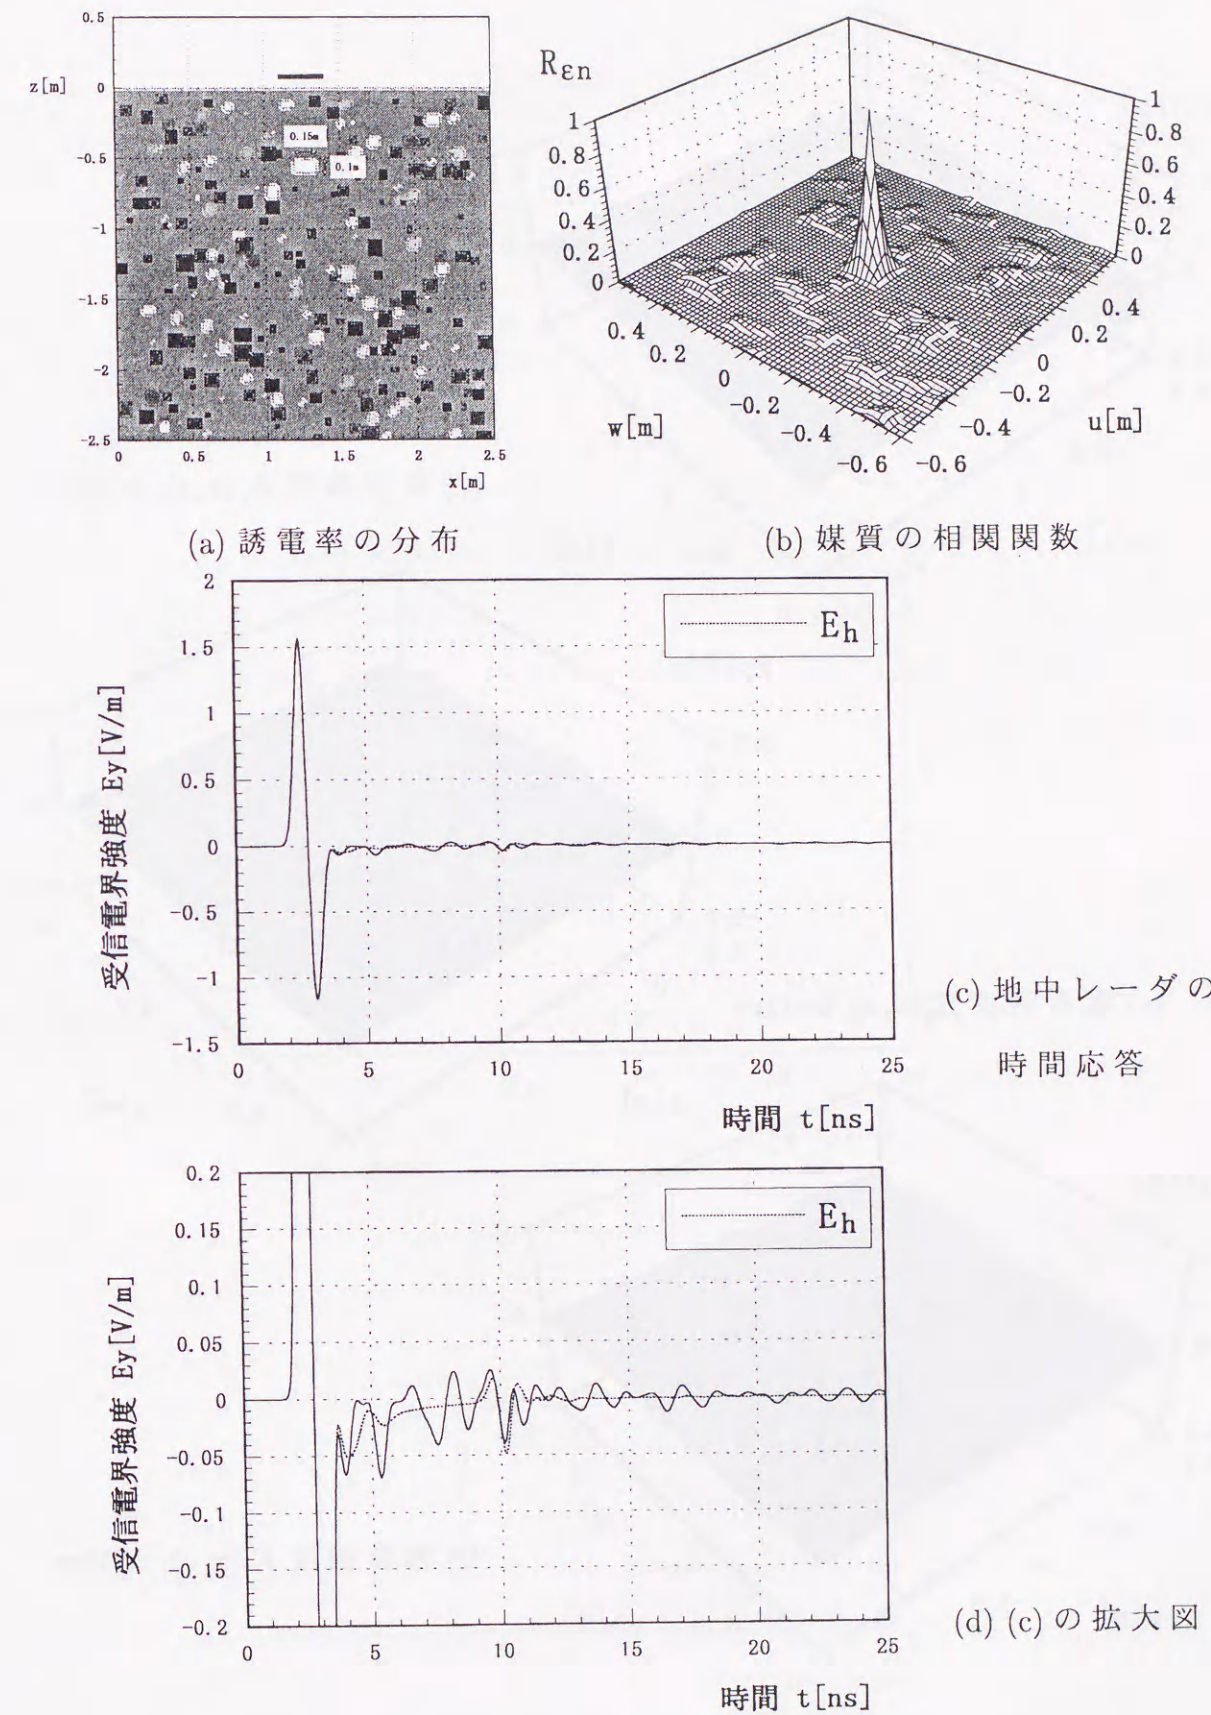 0.5
z[m]
0
0.15m
0.1m
-0.5
-1
-1.5
-2
-2.5
0 0.5 1 1.5 2 2.5
x[m]
(a) 誘電率の分布
Rεn
1
0.8
0.6
0.4
0.2
0
1
0.8
0.6
0.4
0.2
0
0.4
0.2
0
-0.2
-0.4
-0.6
w[m]
-0.6
-0.4
-0.2
0
0.2
0.4
u[m]
(b) 媒質の相関関数
2
1.5
1
0.5
0
-0.5
-1
-1.5
受信電界強度 Ey[V/m]
Eh
0 5 10 15 20 25
時間 t[ns]
(c) 地中レーダの
時間応答
0.2
0.15
0.1
0.05
0
-0.05
-0.1
-0.15
-0.2
受信電界強度 Ey[V/m]
Eh
0 5 10 15 20 25
時間 t[ns]
(d) (c) の拡大図